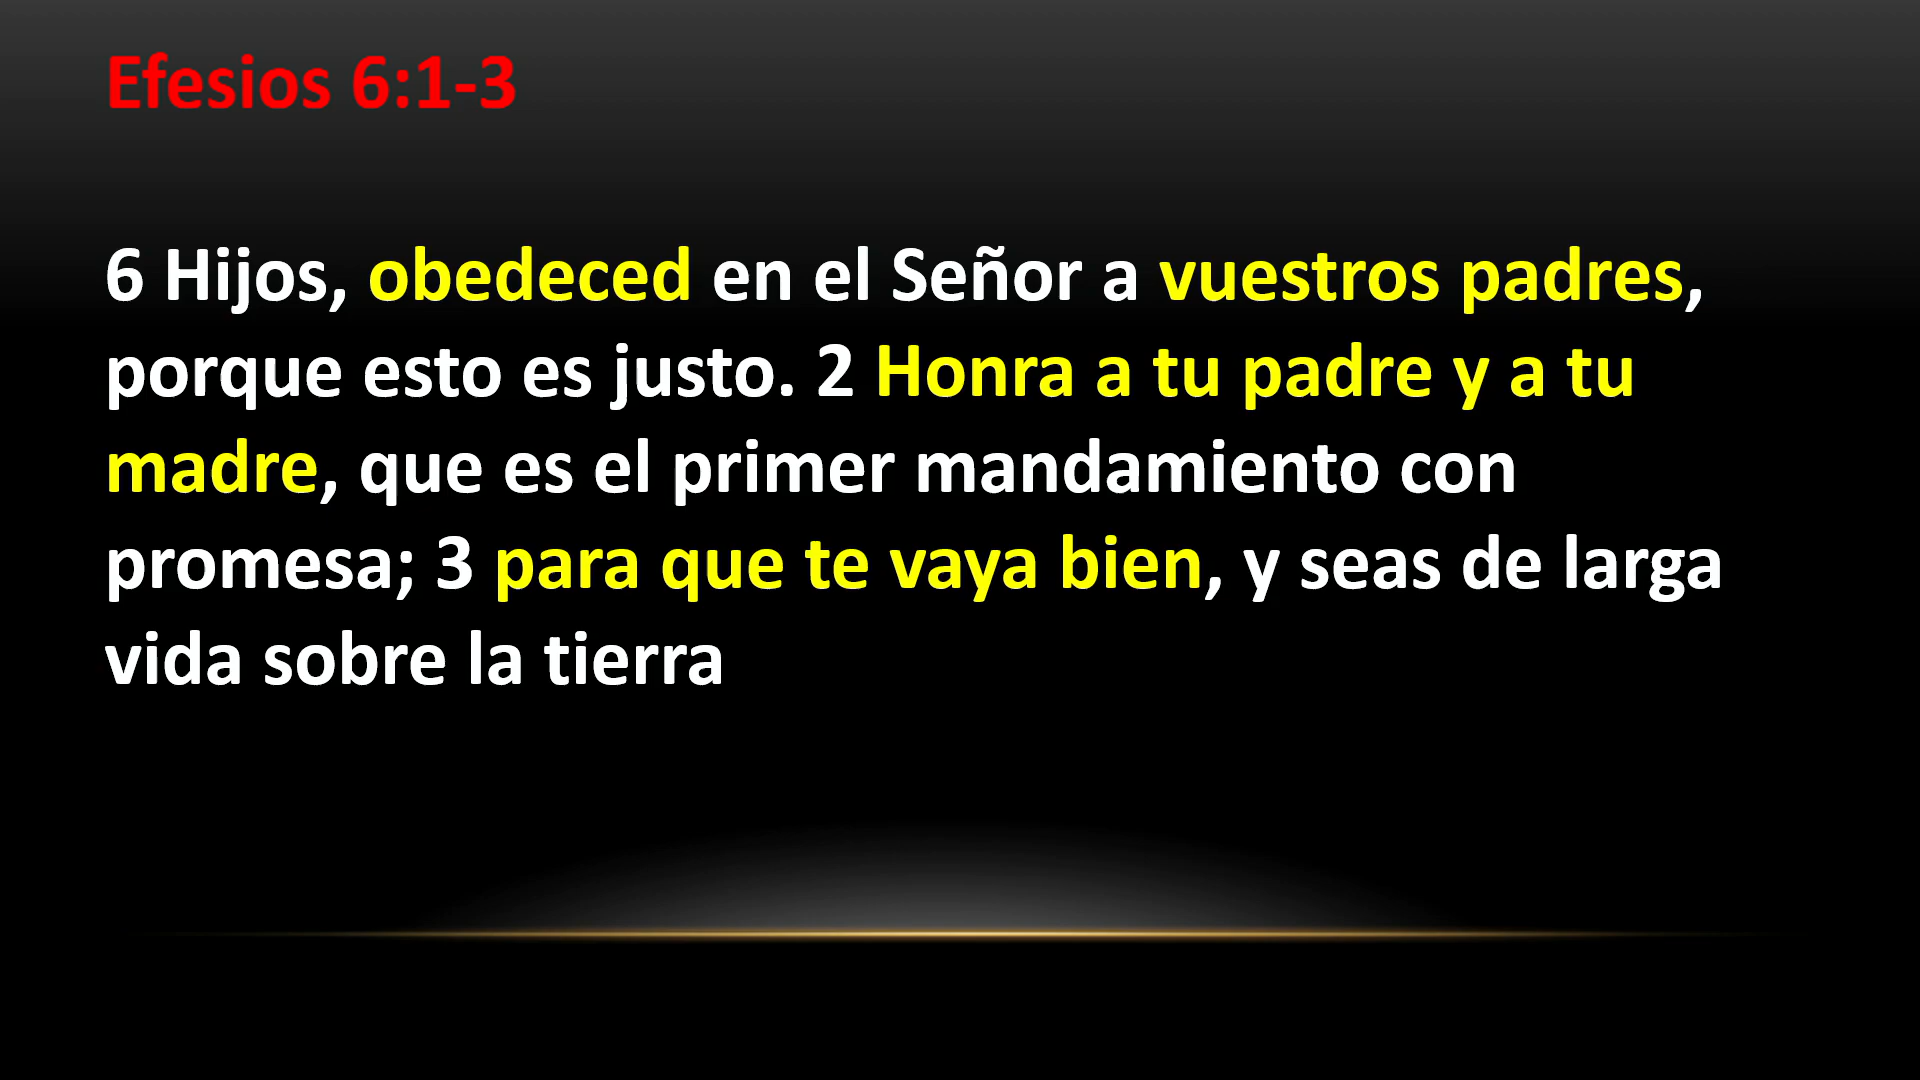 Efesios 6:1-3
6 Hijos, obedeced en el Señor a vuestros padres,
porque esto es justo. 2 Honra a tu padre y a tu
madre, que es el primer mandamiento con
promesa; 3 para que te vaya bien, y seas de larga
vida sobre la tierra